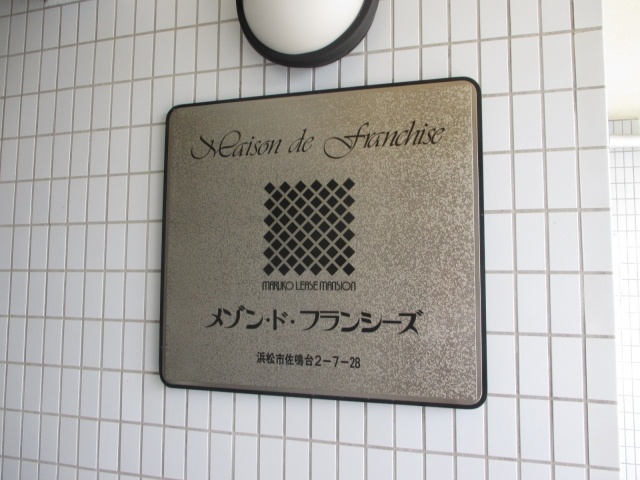 Maison de Franchise
MARUKO LEASE MANSION
メゾン・ド・フランシーズ
浜松市佐鳴台2-7-28